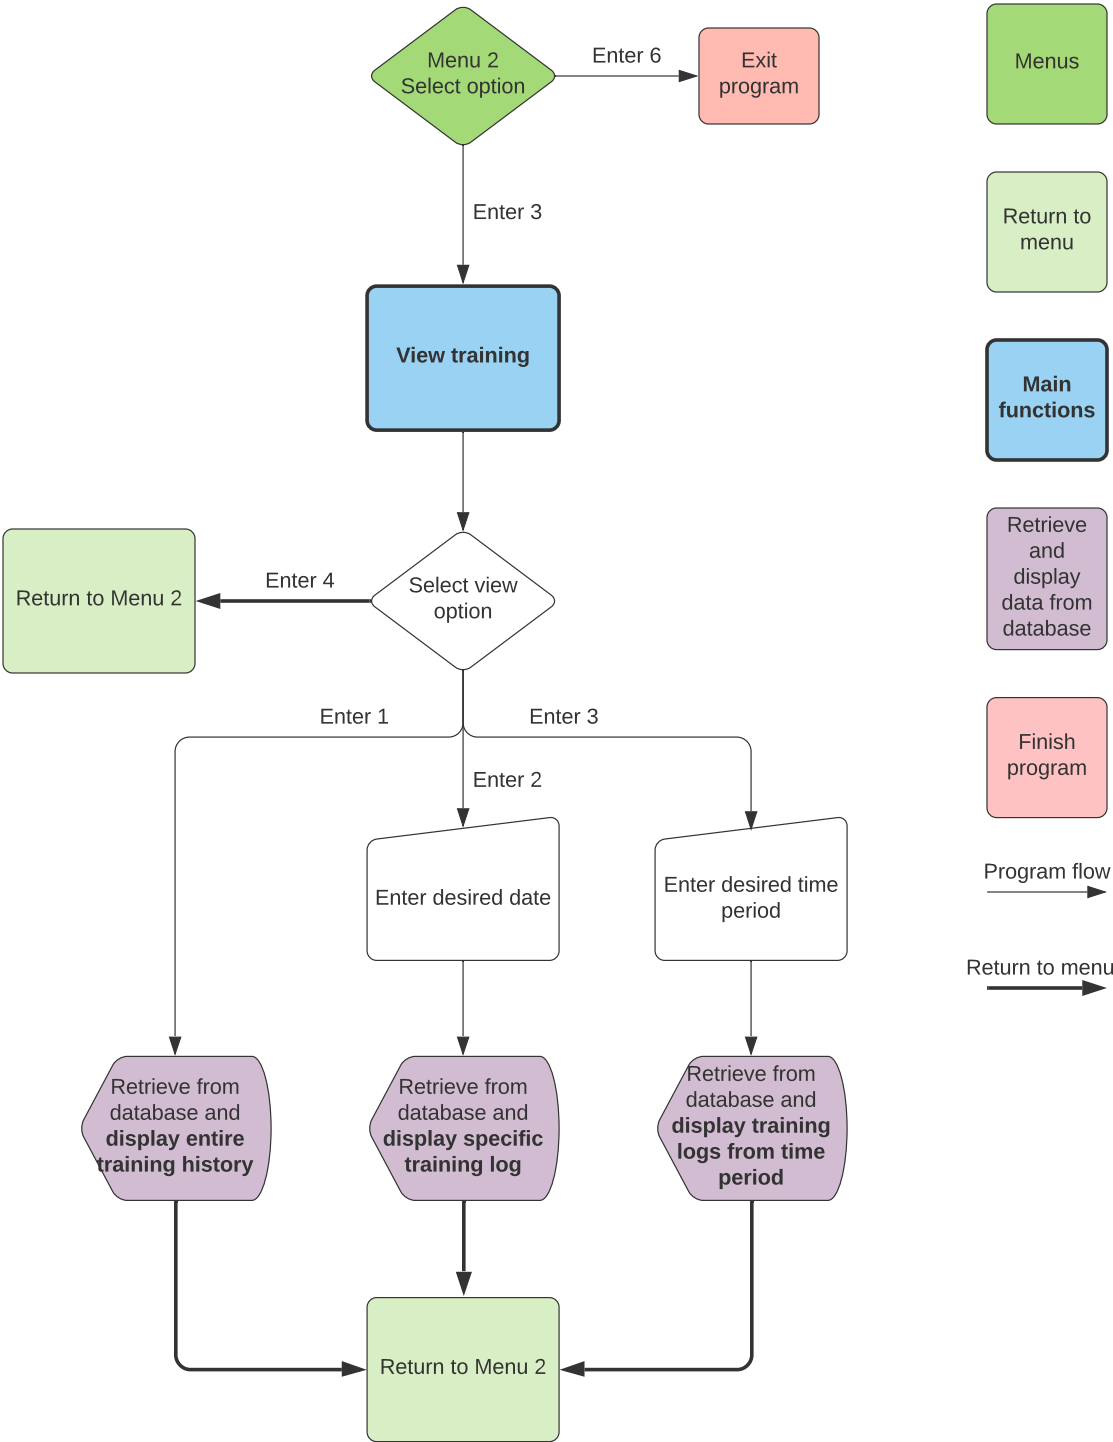 Menu 2
Select option
Enter 6
Exit
program
Enter 3
View training
Select view
option
Enter 4
Return to Menu 2
Enter 1
Enter 2
Enter 3
Enter desired date
Enter desired time
period
Retrieve from
database and
display entire
training history
Retrieve from
database and
display specific
training log
Retrieve from
database and
display training
logs from time
period
Return to Menu 2
Menus
Return to
menu
Main
functions
Retrieve
and
display
data from
database
Finish
program
Program flow
Return to menu